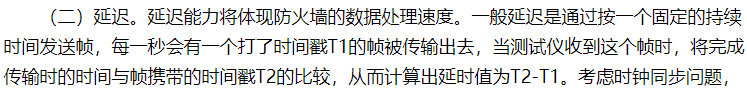 （二）延迟。延迟能力将体现防火墙的数据处理速度。一般延迟是通过按一个固定的持续
时间发送帧，每一秒会有一个打了时间戳T1的帧被传输出去，当测试仪收到这个帧时，将完成
传输时的时间与帧携带的时间戳T2的比较，从而计算出延时值为T2-T1。考虑时钟同步问题，